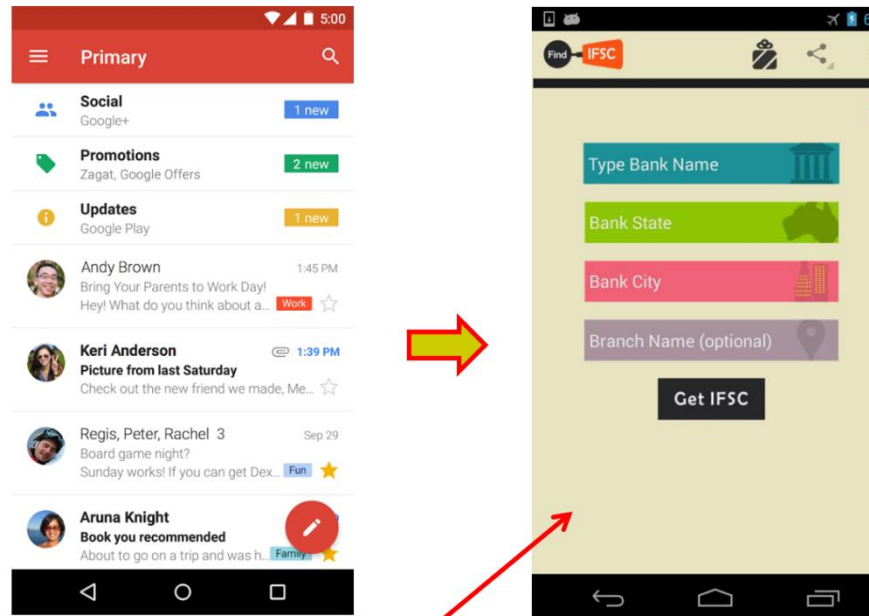 5:00
Primary
Social
Google+
1 new
Promotions
Zagat, Google Offers
2 new
Updates
Google Play
1 new
Andy Brown
1:45 PM
Bring Your Parents to Work Day!
Hey! What do you think about a... Work
Keri Anderson
1:39 PM
Picture from last Saturday
Check out the new friend we made, Me...
Regis, Peter, Rachel 3
Sep 29
Board game night?
Sunday works! If you can get Dex... Fun
Aruna Knight
Book you recommended
About to go on a trip and was h... Family
6
Find IFSC
Type Bank Name
Bank State
Bank City
Branch Name (optional)
Get IFSC